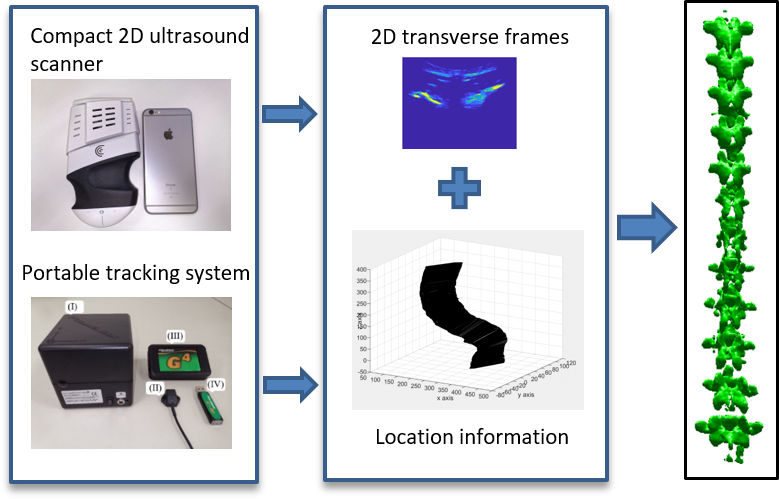 Compact 2D ultrasound
scanner
Portable tracking system
(I)
(III)
G4
(II)
(IV)
2D transverse frames
400
350
300
250
200
150
100
50
0
-50
z axis
50 100 150 200 250 300 350 400 450 500
x axis
-80 -60 -40 -20 0 20 40 60 80 100 120
y axis
Location information